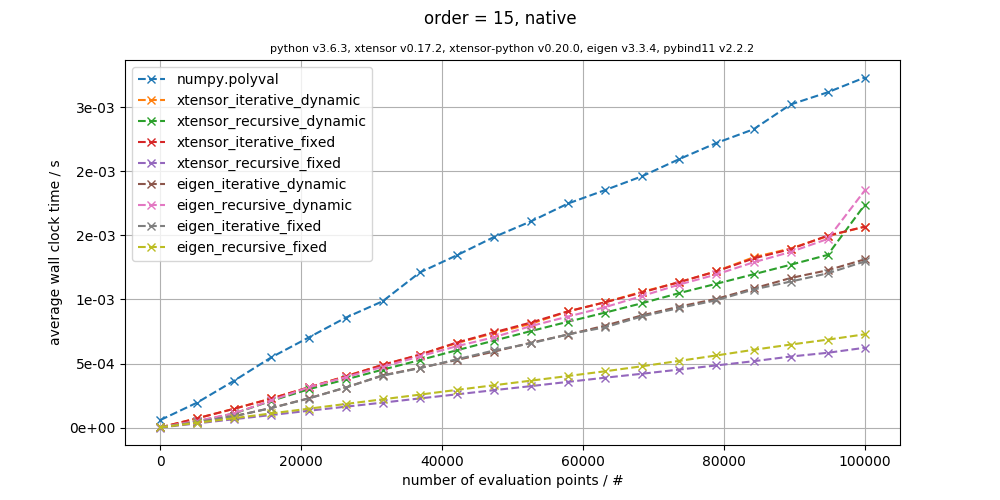 order = 15, native
python v3.6.3, xtensor v0.17.2, xtensor-python v0.20.0, eigen v3.3.4, pybind11 v2.2.2
numpy.polyval
xtensor_iterative_dynamic
xtensor_recursive_dynamic
xtensor_iterative_fixed
xtensor_recursive_fixed
eigen_iterative_dynamic
eigen_recursive_dynamic
eigen_iterative_fixed
eigen_recursive_fixed
average wall clock time / s
3e-03
2e-03
2e-03
1e-03
5e-04
0e+00
0
20000
40000
60000
80000
100000
number of evaluation points / #